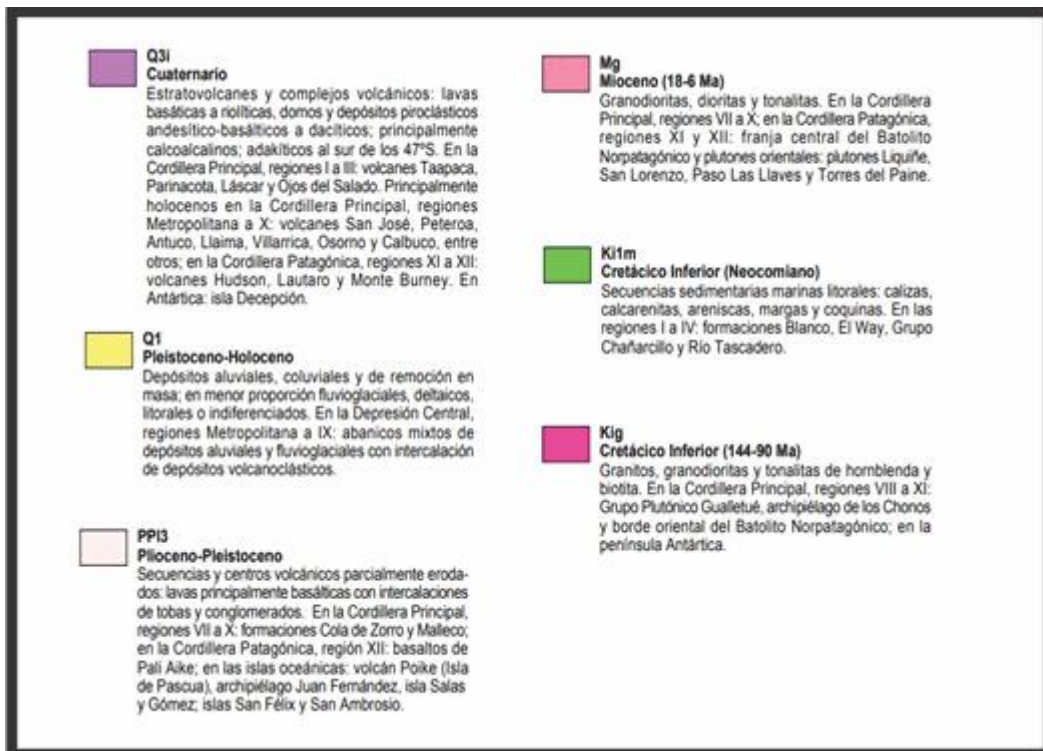 Q3i
Cuaternario
Estratovolcanes y complejos volcánicos: lavas
basáticas a riolíticas, domos y depósitos piroclásticos
andesítico-basálticos a dacíticos; principalmente
calcoalcalinos; adakíticos al sur de los 47ºS. En la
Cordillera Principal, regiones I a III: volcanes Taapaca,
Parinacota, Láscar y Ojos del Salado. Principalmente
holocenos en la Cordillera Principal, regiones
Metropolitana a X: volcanes San José, Peteroa,
Antuco, Llaima, Villarrica, Osorno y Calbuco, entre
otros; en la Cordillera Patagónica, regiones XI a XII:
volcanes Hudson, Lautaro y Monte Burney. En
Antártica: isla Decepción.
Q1
Pleistoceno-Holoceno
Depósitos aluviales, coluviales y de remoción en
masa; en menor proporción fluvioglaciales, deltaicos,
litorales o indiferenciados. En la Depresión Central,
regiones Metropolitana a IX: abanicos mixtos de
depósitos aluviales y fluvioglaciales con intercalación
de depósitos volcanoclásticos.
PPl3
Plioceno-Pleistoceno
Secuencias y centros volcánicos parcialmente eroda-
dos: lavas principalmente basálticas con intercalaciones
de tobas y conglomerados. En la Cordillera Principal,
regiones VII a X: formaciones Cola de Zorro y Malleco;
en la Cordillera Patagónica, región XII: basaltos de
Pali Aike; en las islas oceánicas: volcán Poike (Isla
de Pascua), archipiélago Juan Fernández, isla Salas
y Gómez; islas San Félix y San Ambrosio.
Mg
Mioceno (18-6 Ma)
Granodioritas, dioritas y tonalitas. En la Cordillera
Principal, regiones VII a X; en la Cordillera Patagónica,
regiones XI y XII: franja central del Batolito
Norpatagónico y plutones orientales: plutones Liquiñe,
San Lorenzo, Paso Las Llaves y Torres del Paine.
Ki1m
Cretácico Inferior (Neocomiano)
Secuencias sedimentarias marinas litorales: calizas,
calcarenitas, areniscas, margas y coquinas. En las
regiones I a IV: formaciones Blanco, El Way, Grupo
Chañarcillo y Río Tascadero.
Kig
Cretácico Inferior (144-90 Ma)
Granitos, granodioritas y tonalitas de hornblenda y
biotita. En la Cordillera Principal, regiones VIII a XI:
Grupo Plutónico Gualletué, archipiélago de los Chonos
y borde oriental del Batolito Norpatagónico; en la
península Antártica.